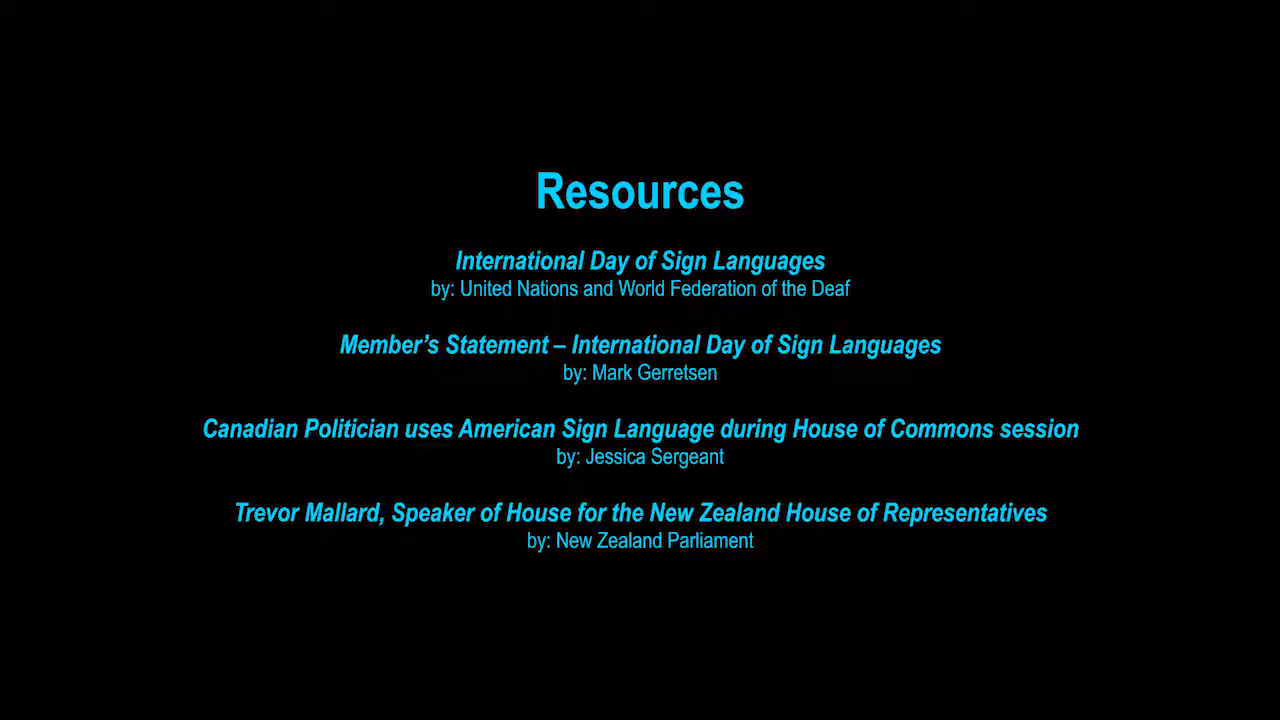 Resources
International Day of Sign Languages
by: United Nations and World Federation of the Deaf
Member’s Statement – International Day of Sign Languages
by: Mark Gerretsen
Canadian Politician uses American Sign Language during House of Commons session
by: Jessica Sergeant
Trevor Mallard, Speaker of House for the New Zealand House of Representatives
by: New Zealand Parliament